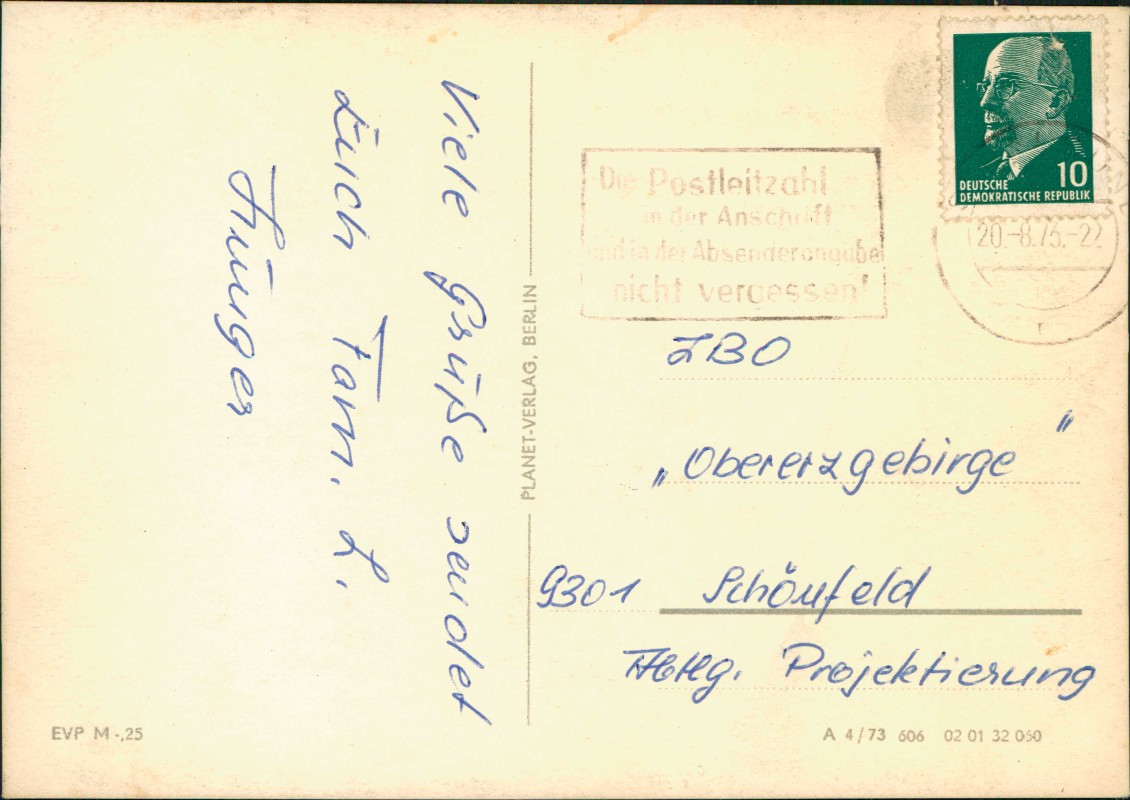 Viele Grüße sendet
Euch Fam. L.
Hunger
PLANET-VERLAG, BERLIN
EVP M -,25
10
DEUTSCHE
DEMOKRATISCHE REPUBLIK
Die Postleitzahl
in der Anschrift
und in der Absenderangabe
nicht vergessen!
20.-8.75.-22
ZBO
„Obererzgebirge"
9301 Schönfeld
Abtlg. Projektierung
A 4/73 606 02 01 32 060